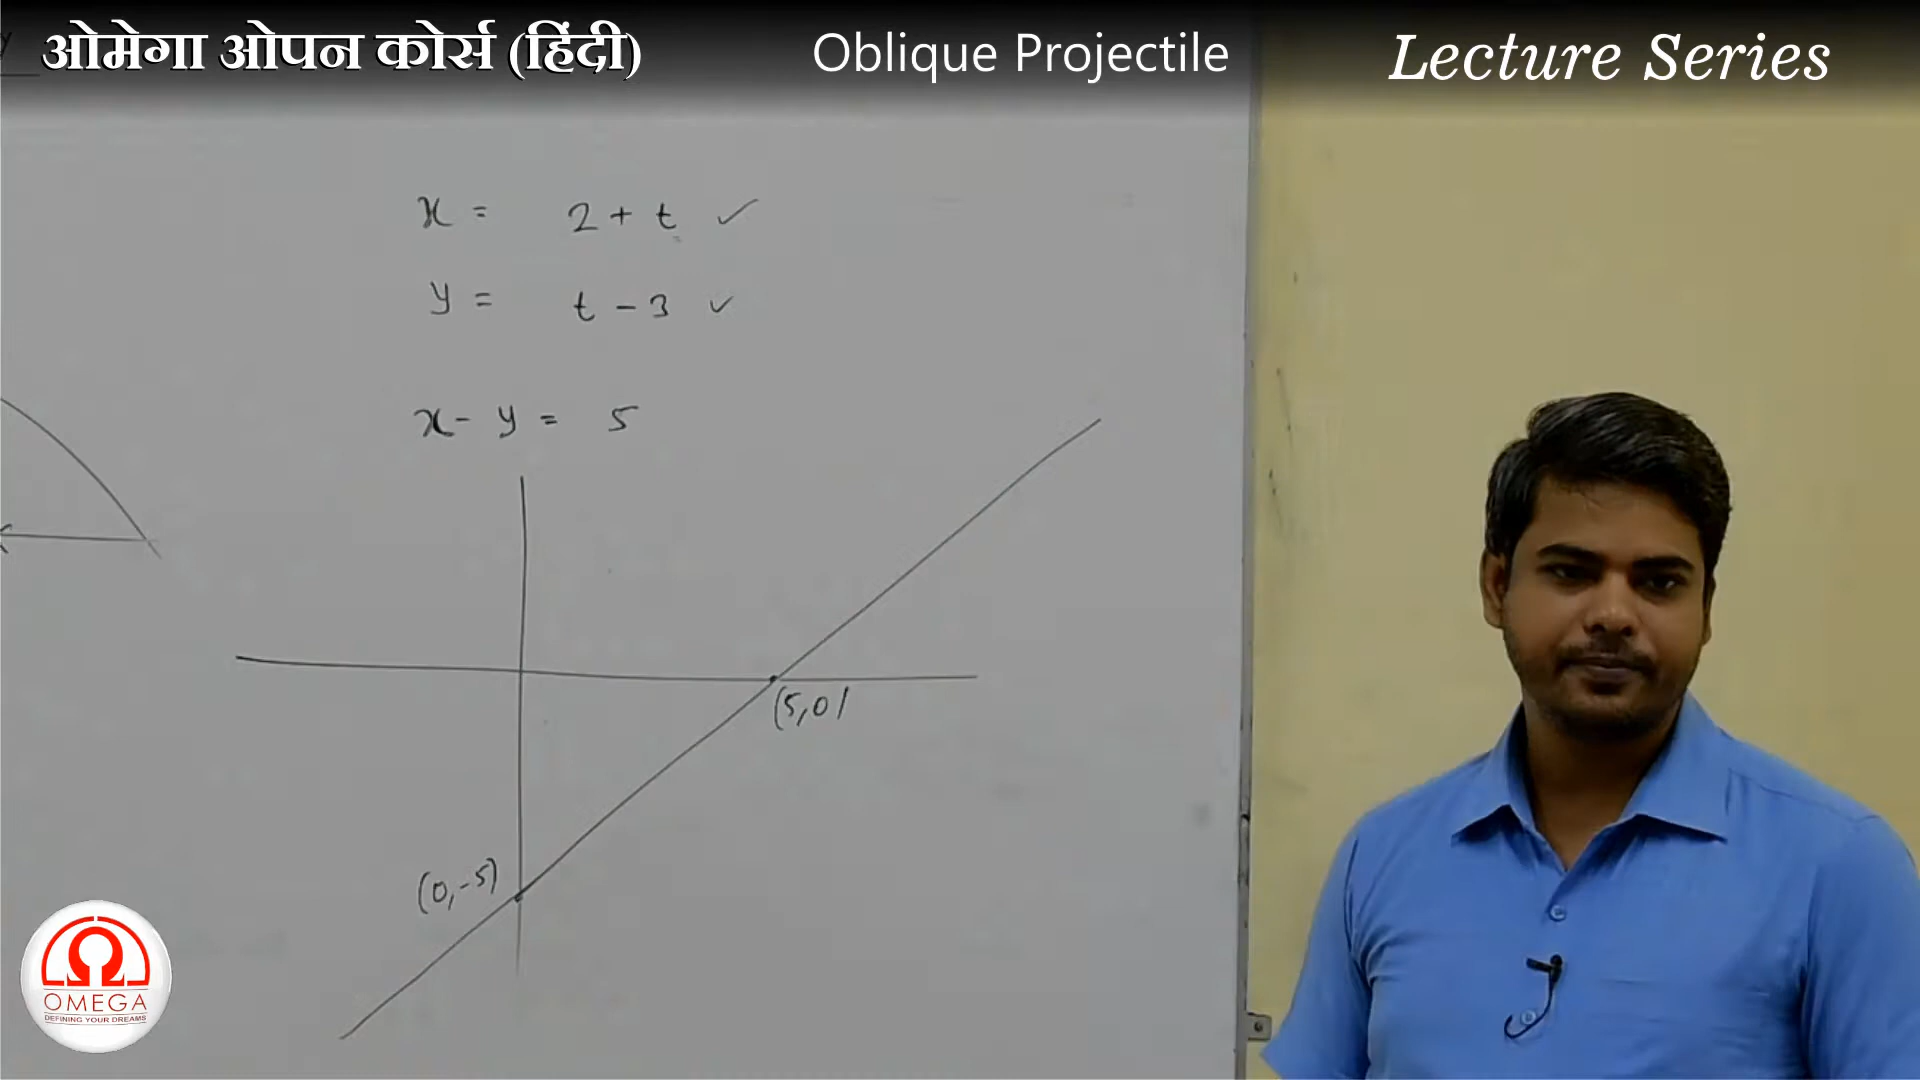 ओमेगा ओपन कोर्स (हिंदी)
Oblique Projectile
Lecture Series
x = 2 + t ✓
y = t - 3 ✓
x - y = 5
(5,0)
(0,-5)
OMEGA
DEFINING YOUR DREAMS